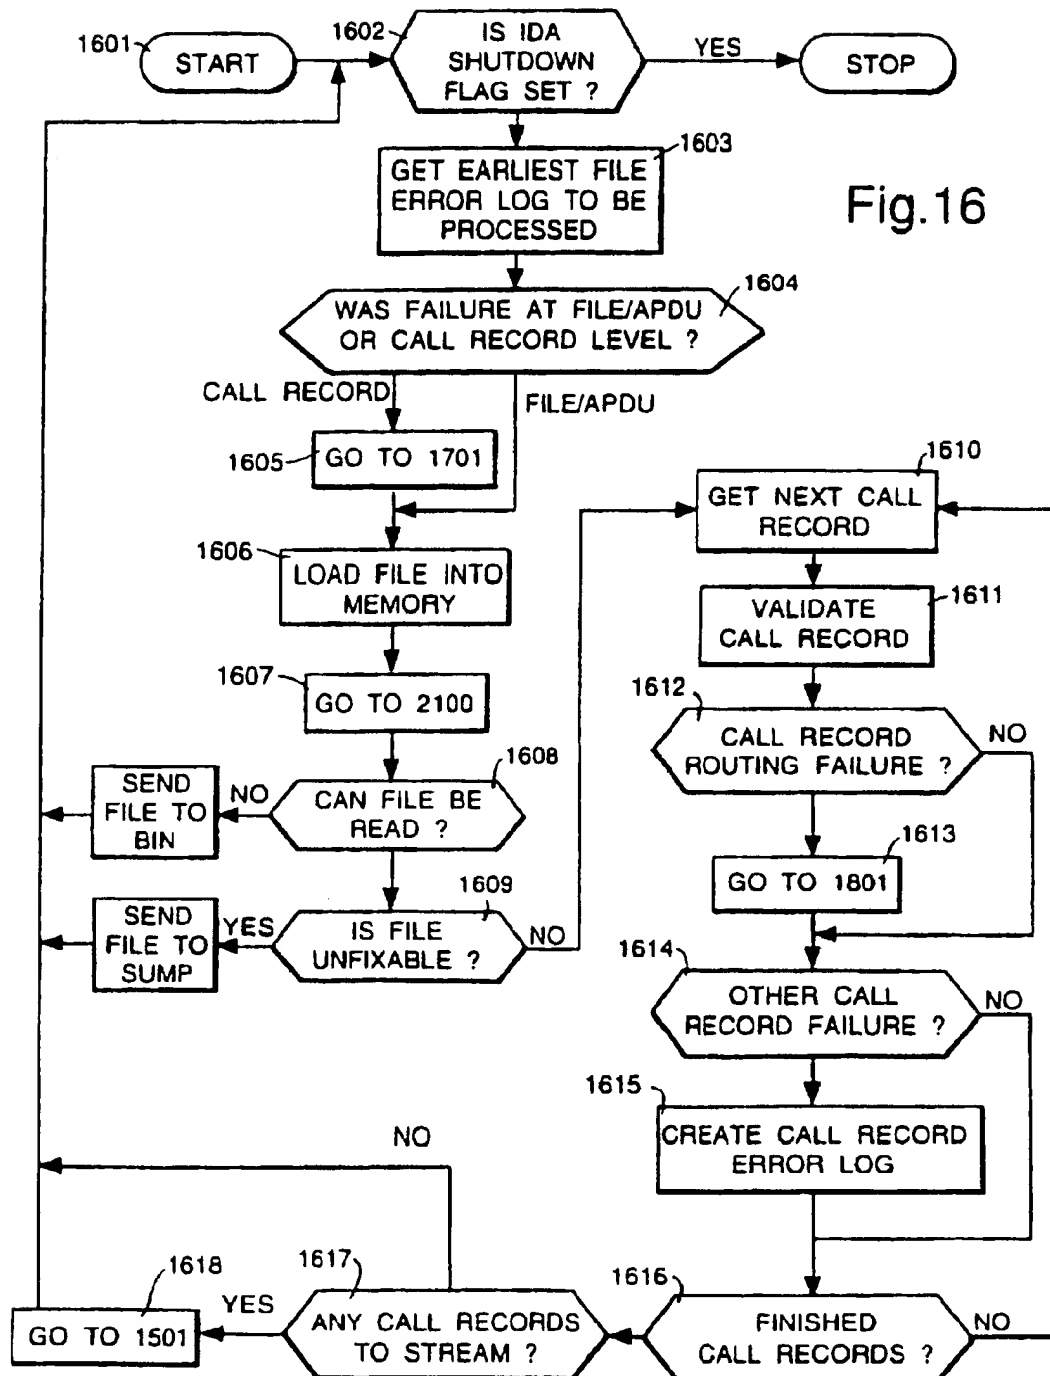 1601
START
1602
IS IDA
SHUTDOWN
FLAG SET ?
YES
STOP
1603
GET EARLIEST FILE
ERROR LOG TO BE
PROCESSED
Fig.16
1604
WAS FAILURE AT FILE/APDU
OR CALL RECORD LEVEL ?
CALL RECORD
FILE/APDU
1605
GO TO 1701
1606
LOAD FILE INTO
MEMORY
1607
GO TO 2100
1608
CAN FILE BE
READ ?
NO
SEND
FILE TO
BIN
1609
IS FILE
UNFIXABLE ?
YES
SEND
FILE TO
SUMP
NO
1610
GET NEXT CALL
RECORD
1611
VALIDATE
CALL RECORD
1612
CALL RECORD
ROUTING FAILURE ?
NO
1613
GO TO 1801
1614
OTHER CALL
RECORD FAILURE ?
NO
1615
CREATE CALL RECORD
ERROR LOG
1616
FINISHED
CALL RECORDS ?
NO
1617
ANY CALL RECORDS
TO STREAM ?
NO
YES
1618
GO TO 1501